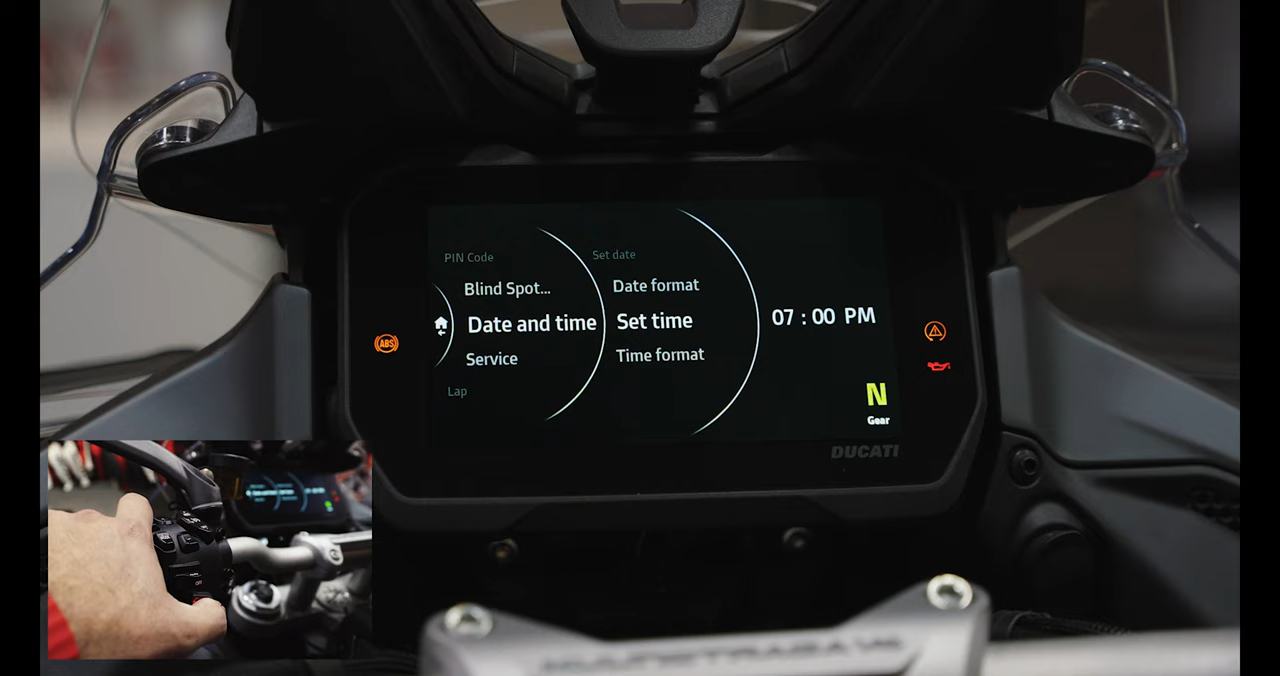 PIN Code
Blind Spot...
Date and time
Service
Lap
Set date
Date format
Set time
Time format
07 : 00 PM
N
Gear
ABS
DUCATI